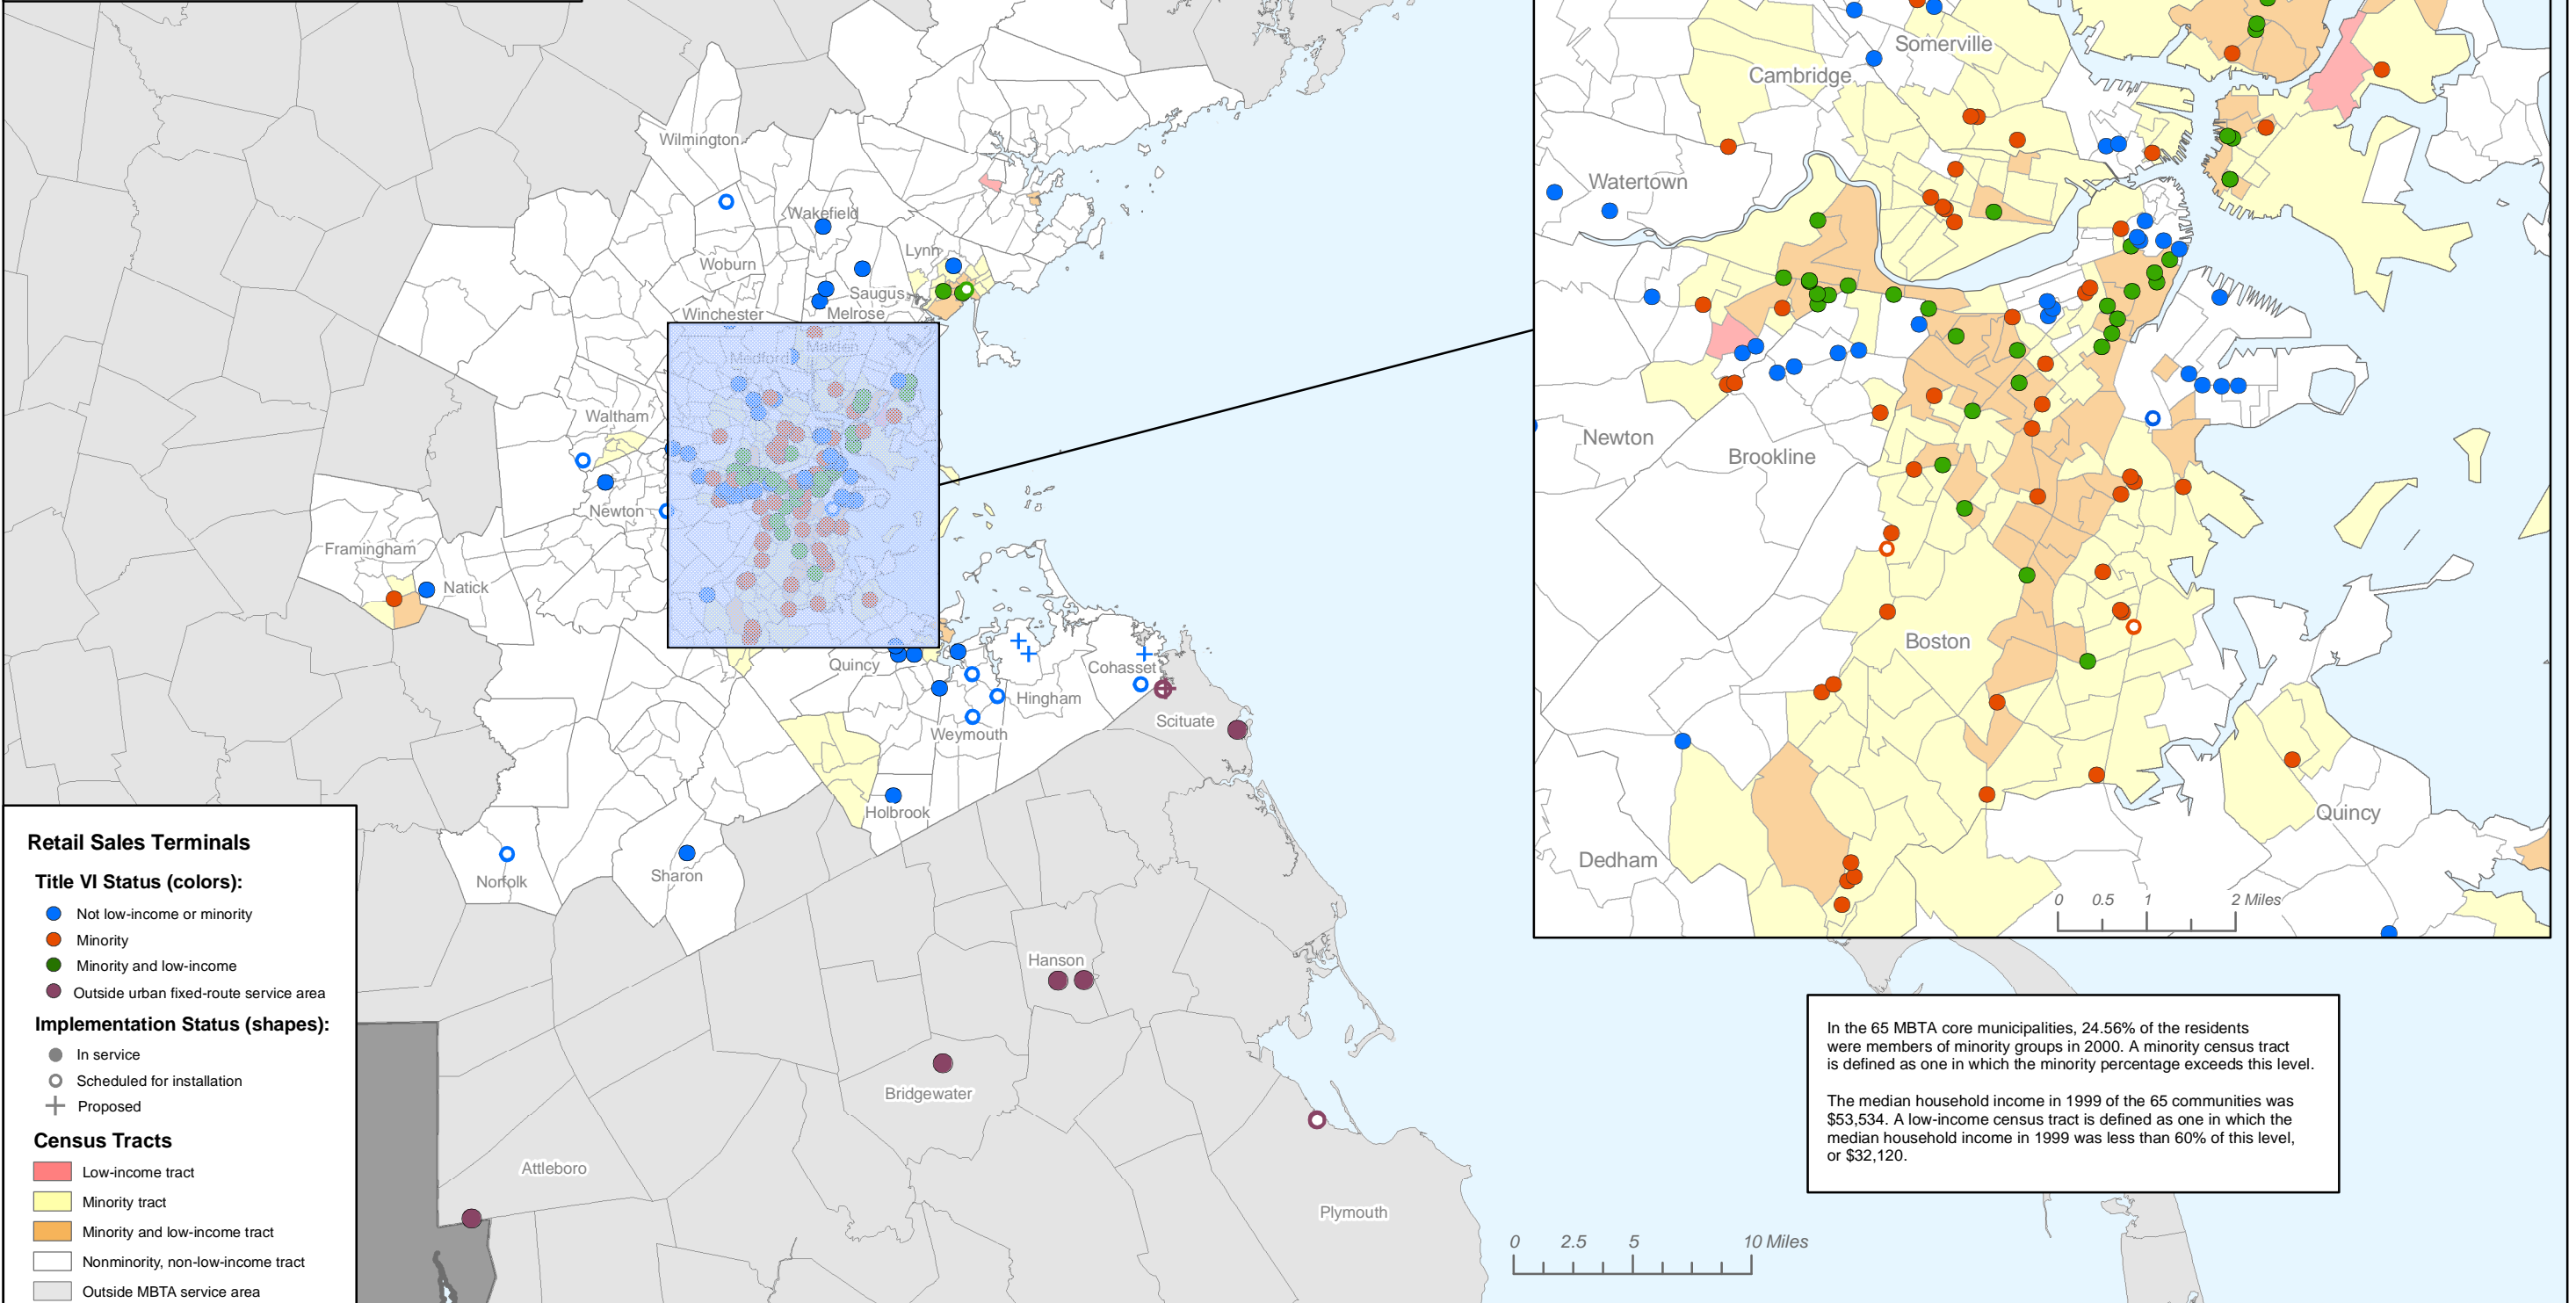 Wilmington
Wakefield
Lynn
Woburn
Saugus
Winchester
Melrose
Medford
Malden
Waltham
Newton
Framingham
Natick
Quincy
Cohasset
Hingham
Scituate
Weymouth
Holbrook
Norfolk
Sharon
Hanson
Bridgewater
Attleboro
Plymouth
Somerville
Cambridge
Watertown
Newton
Brookline
Boston
Quincy
Dedham
0 0.5 1 2 Miles
Retail Sales Terminals
Title VI Status (colors):
Not low-income or minority
Minority
Minority and low-income
Outside urban fixed-route service area
Implementation Status (shapes):
In service
Scheduled for installation
Proposed
Census Tracts
Low-income tract
Minority tract
Minority and low-income tract
Nonminority, non-low-income tract
Outside MBTA service area
In the 65 MBTA core municipalities, 24.56% of the residents
were members of minority groups in 2000. A minority census tract
is defined as one in which the minority percentage exceeds this level.
The median household income in 1999 of the 65 communities was
$53,534. A low-income census tract is defined as one in which the
median household income in 1999 was less than 60% of this level,
or $32,120.
0 2.5 5 10 Miles